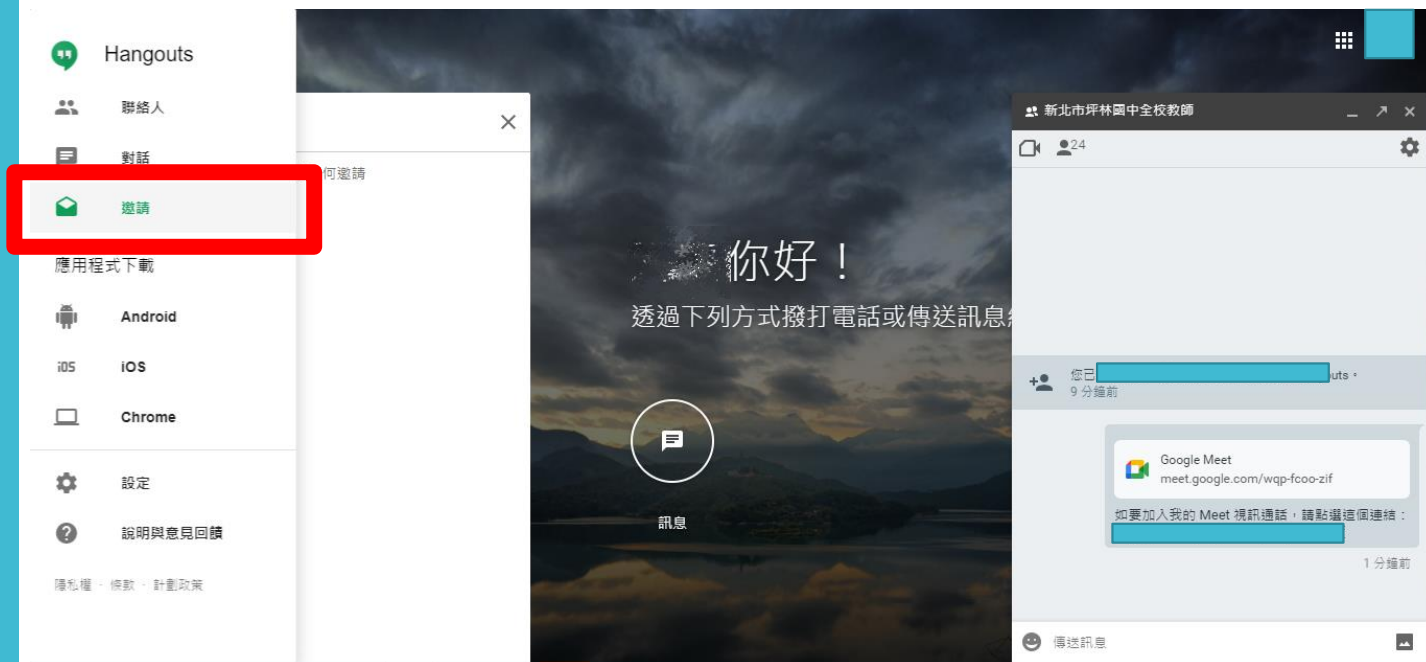 Hangouts
聯絡人
對話
邀請
應用程式下載
Android
iOS
iOS
Chrome
設定
說明與意見回饋
隱私權 · 條款 · 計劃政策
何邀請
你好！
透過下列方式撥打電話或傳送訊息
訊息
新北市坪林國中全校教師
24
您已
outs。
9 分鐘前
Google Meet
meet.google.com/wqp-fcoo-zif
如要加入我的 Meet 視訊通話，請點選這個連結：
1 分鐘前
傳送訊息